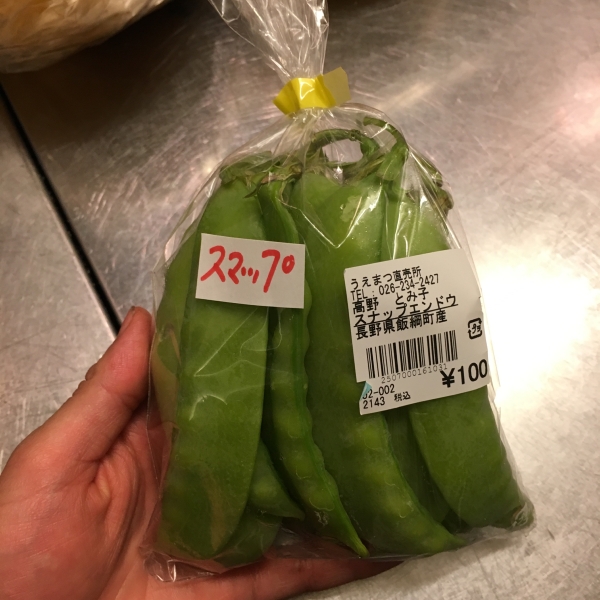 スマップ
うえまつ直売所
TEL: 026-234-2427
高野 とみ子
スナップエンドウ
長野県飯綱町産
2507000161031
¥100
02-002
2143 税込